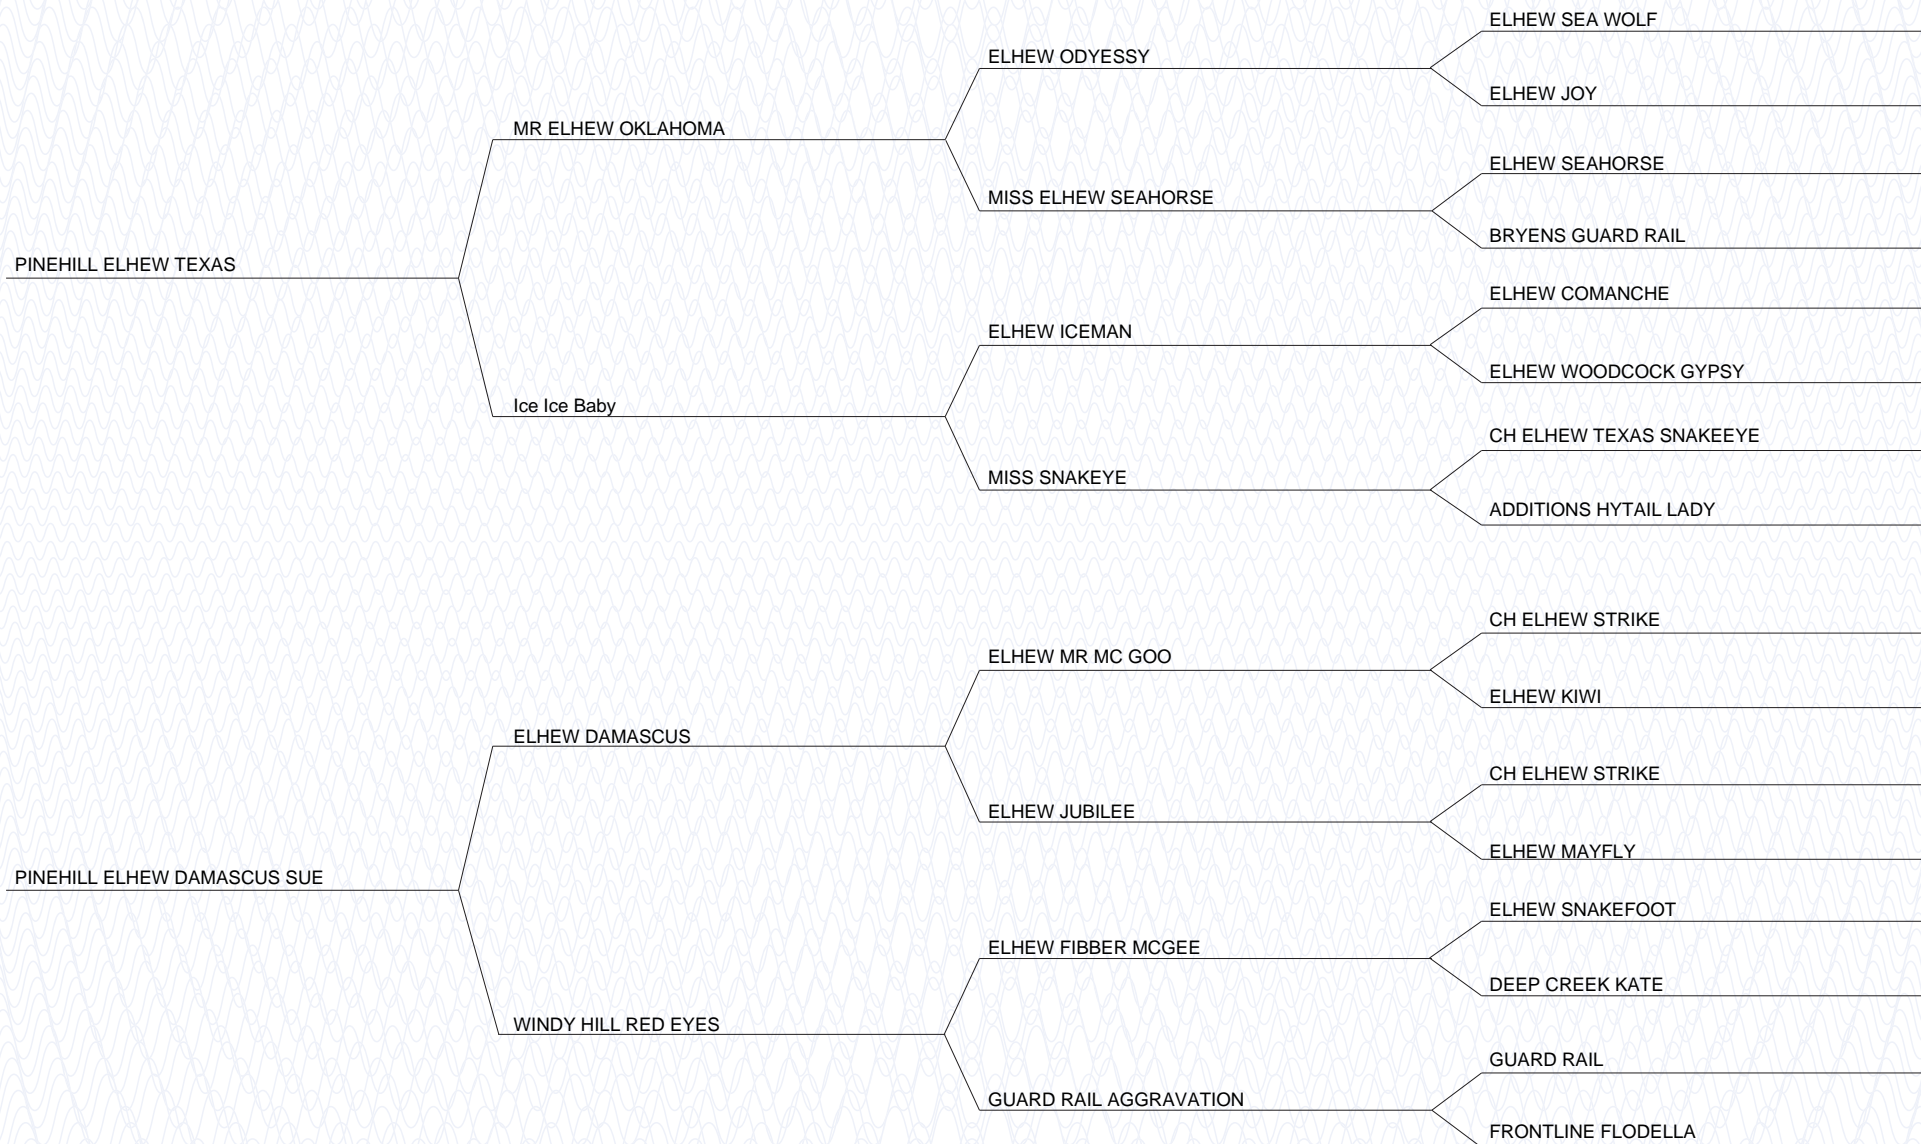 PINEHILL ELHEW TEXAS
MR ELHEW OKLAHOMA
ELHEW ODYESSY
ELHEW SEA WOLF
ELHEW JOY
MISS ELHEW SEAHORSE
ELHEW SEAHORSE
BRYENS GUARD RAIL
Ice Ice Baby
ELHEW ICEMAN
ELHEW COMANCHE
ELHEW WOODCOCK GYPSY
MISS SNAKEYE
CH ELHEW TEXAS SNAKEEYE
ADDITIONS HYTAIL LADY
PINEHILL ELHEW DAMASCUS SUE
ELHEW DAMASCUS
ELHEW MR MC GOO
CH ELHEW STRIKE
ELHEW KIWI
ELHEW JUBILEE
CH ELHEW STRIKE
ELHEW MAYFLY
WINDY HILL RED EYES
ELHEW FIBBER MCGEE
ELHEW SNAKEFOOT
DEEP CREEK KATE
GUARD RAIL AGGRAVATION
GUARD RAIL
FRONTLINE FLODELLA